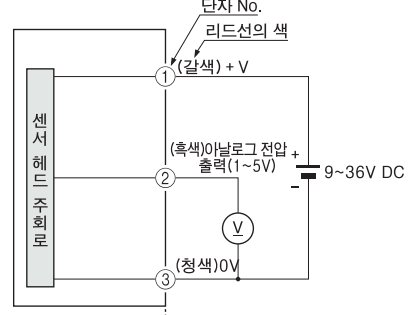 단자 No.
리드선의 색
① (갈색) + V
센서 헤드 주회로
(흑색)아날로그 전압
출력(1~5V)
+
−
9~36V DC
②
V
③ (청색)0V